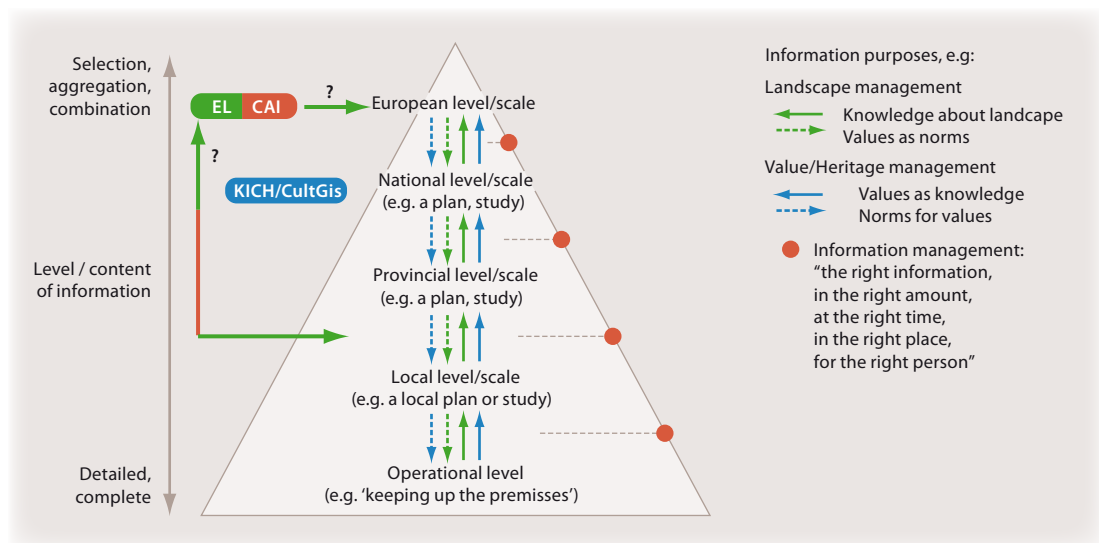 Selection,
aggregation,
combination
Level / content
of information
Detailed,
complete
EL CAI
?
?
KICH/CultGis
European level/scale
National level/scale
(e.g. a plan, study)
Provincial level/scale
(e.g. a plan, study)
Local level/scale
(e.g. a local plan or study)
Operational level
(e.g. ‘keeping up the premisses’)
Information purposes, e.g:
Landscape management
Knowledge about landcape
Values as norms
Value/Heritage management
Values as knowledge
Norms for values
Information management:
“the right information,
in the right amount,
at the right time,
in the right place,
for the right person”